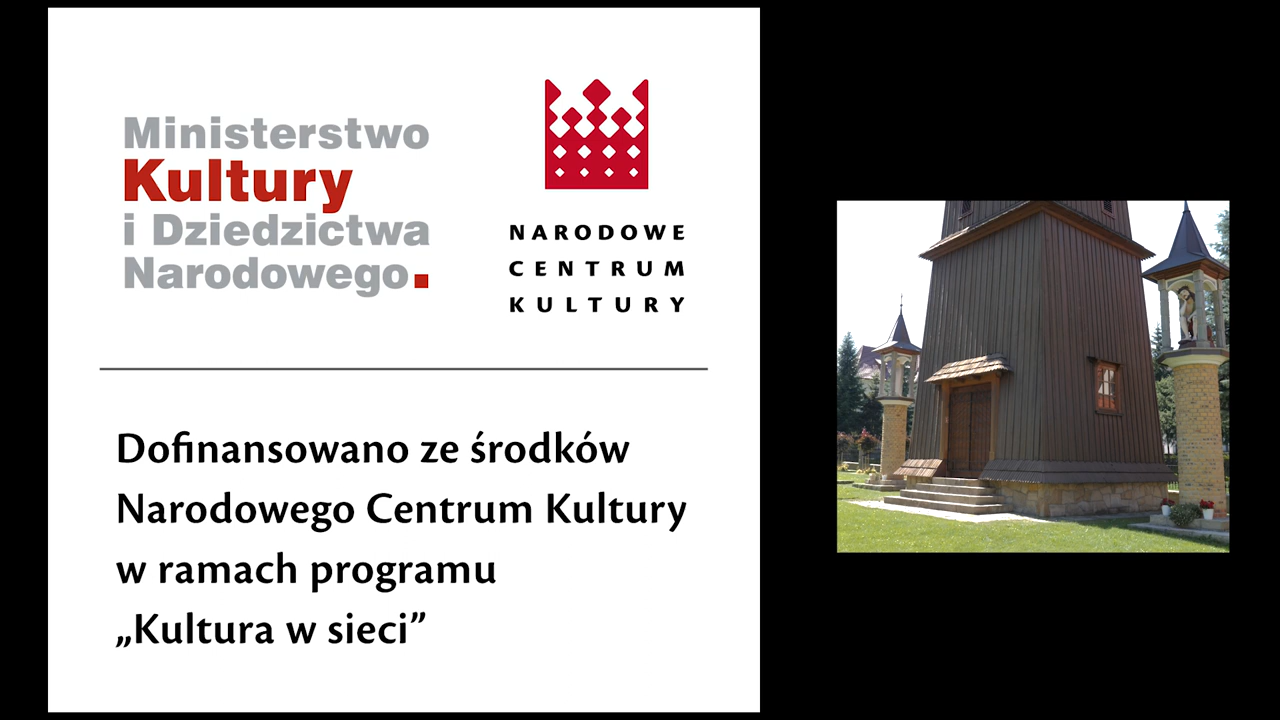 Ministerstwo
Kultury
i Dziedzictwa
Narodowego.
NARODOWE
CENTRUM
KULTURY
Dofinansowano ze środków
Narodowego Centrum Kultury
w ramach programu
„Kultura w sieci”